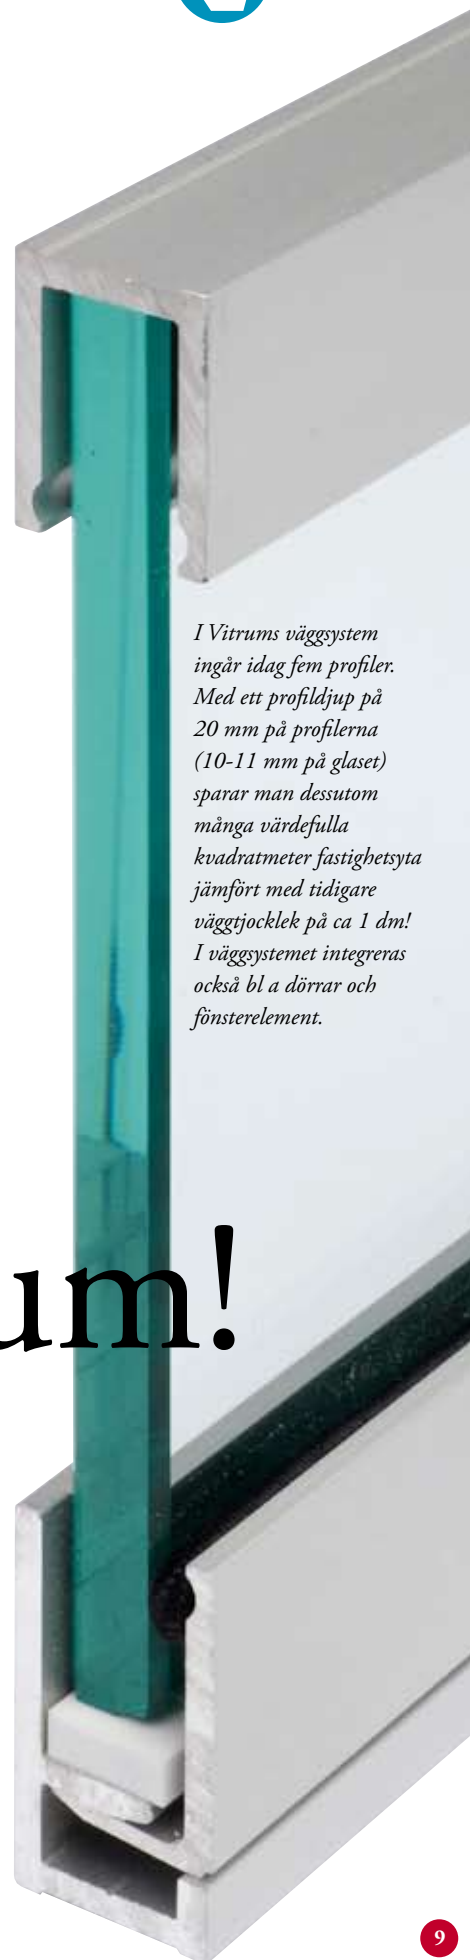 I Vitrums väggsystem
ingår idag fem profiler.
Med ett profildjup på
20 mm på profilerna
(10-11 mm på glaset)
sparar man dessutom
många värdefulla
kvadratmeter fastighetsyta
jämfört med tidigare
väggtjocklek på ca 1 dm!
I väggsystemet integreras
också bl a dörrar och
fönsterelement.
um!
9